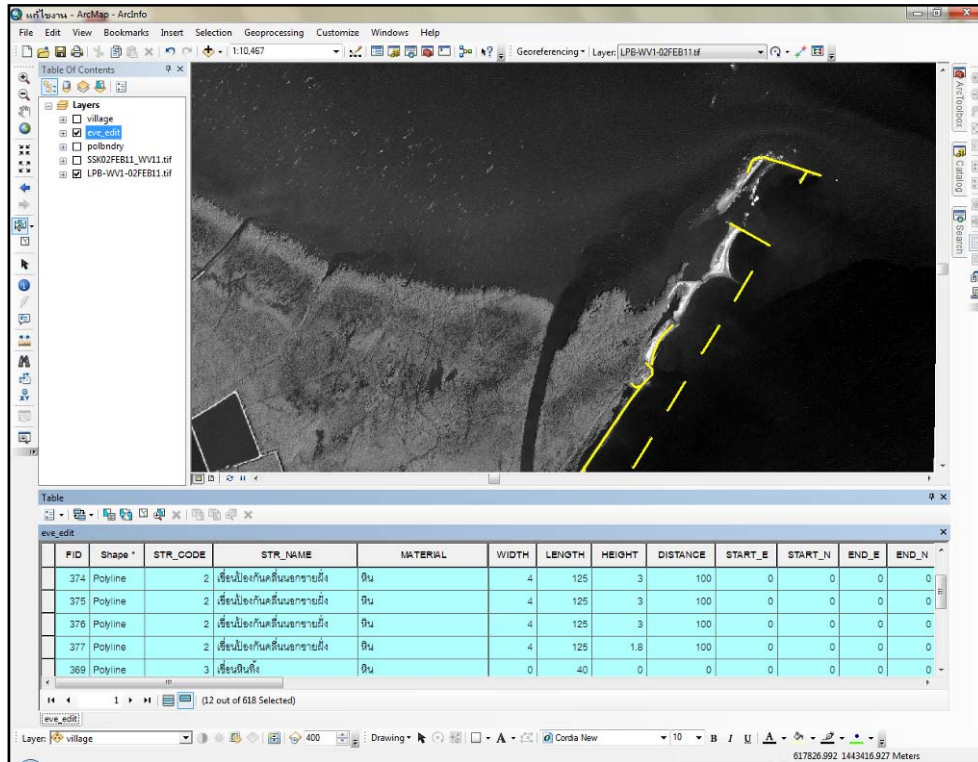 แก้ไขงาน - ArcMap - ArcInfo
File Edit View Bookmarks Insert Selection Geoprocessing Customize Windows Help
1:10,467
Georeferencing
Layer: LPB-WV1-02FEB11.tif
Table Of Contents
Layers
village
eve_edit
polbndry
SSK02FEB11_WV11.tif
LPB-WV1-02FEB11.tif
ArcToolbox
Catalog
Search
Table
eve_edit
FID Shape * STR_CODE STR_NAME MATERIAL WIDTH LENGTH HEIGHT DISTANCE START_E START_N END_E END_N
374 Polyline 2 เขื่อนป้องกันคลื่นนอกชายฝั่ง หิน 4 125 3 100 0 0 0 0
375 Polyline 2 เขื่อนป้องกันคลื่นนอกชายฝั่ง หิน 4 125 3 100 0 0 0 0
376 Polyline 2 เขื่อนป้องกันคลื่นนอกชายฝั่ง หิน 4 125 3 100 0 0 0 0
377 Polyline 2 เขื่อนป้องกันคลื่นนอกชายฝั่ง หิน 4 125 1.8 100 0 0 0 0
369 Polyline 3 เขื่อนหินทิ้ง หิน 0 40 0 0 0 0 0 0
1 (12 out of 618 Selected)
eve_edit
Layer: village 400 Drawing A Cordia New 10 B I U A
617826.992 1443416.927 Meters